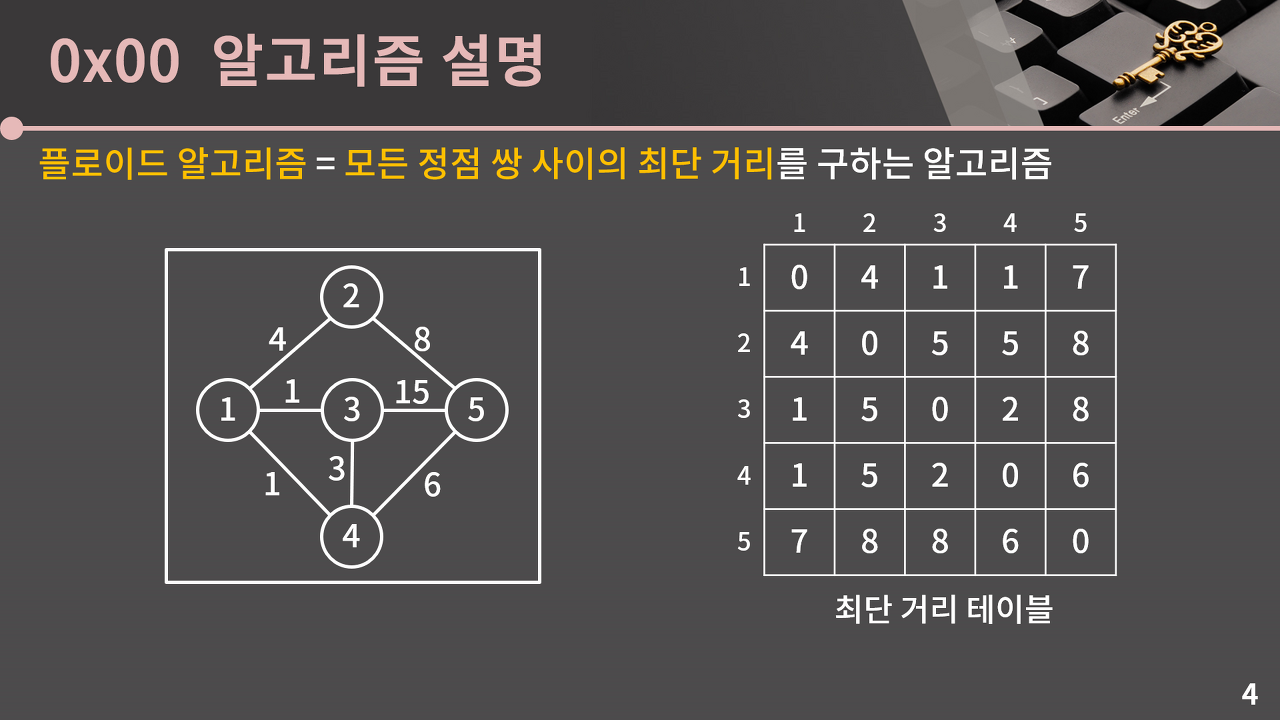 0x00 알고리즘 설명
Enter
플로이드 알고리즘 = 모든 정점 쌍 사이의 최단 거리를 구하는 알고리즘
1 2 3 4 5
1 0 4 1 1 7
2 4 0 5 5 8
3 1 5 0 2 8
4 1 5 2 0 6
5 7 8 8 6 0
최단 거리 테이블
2
4 8
1 1 3 15 5
3
1 6
4
4